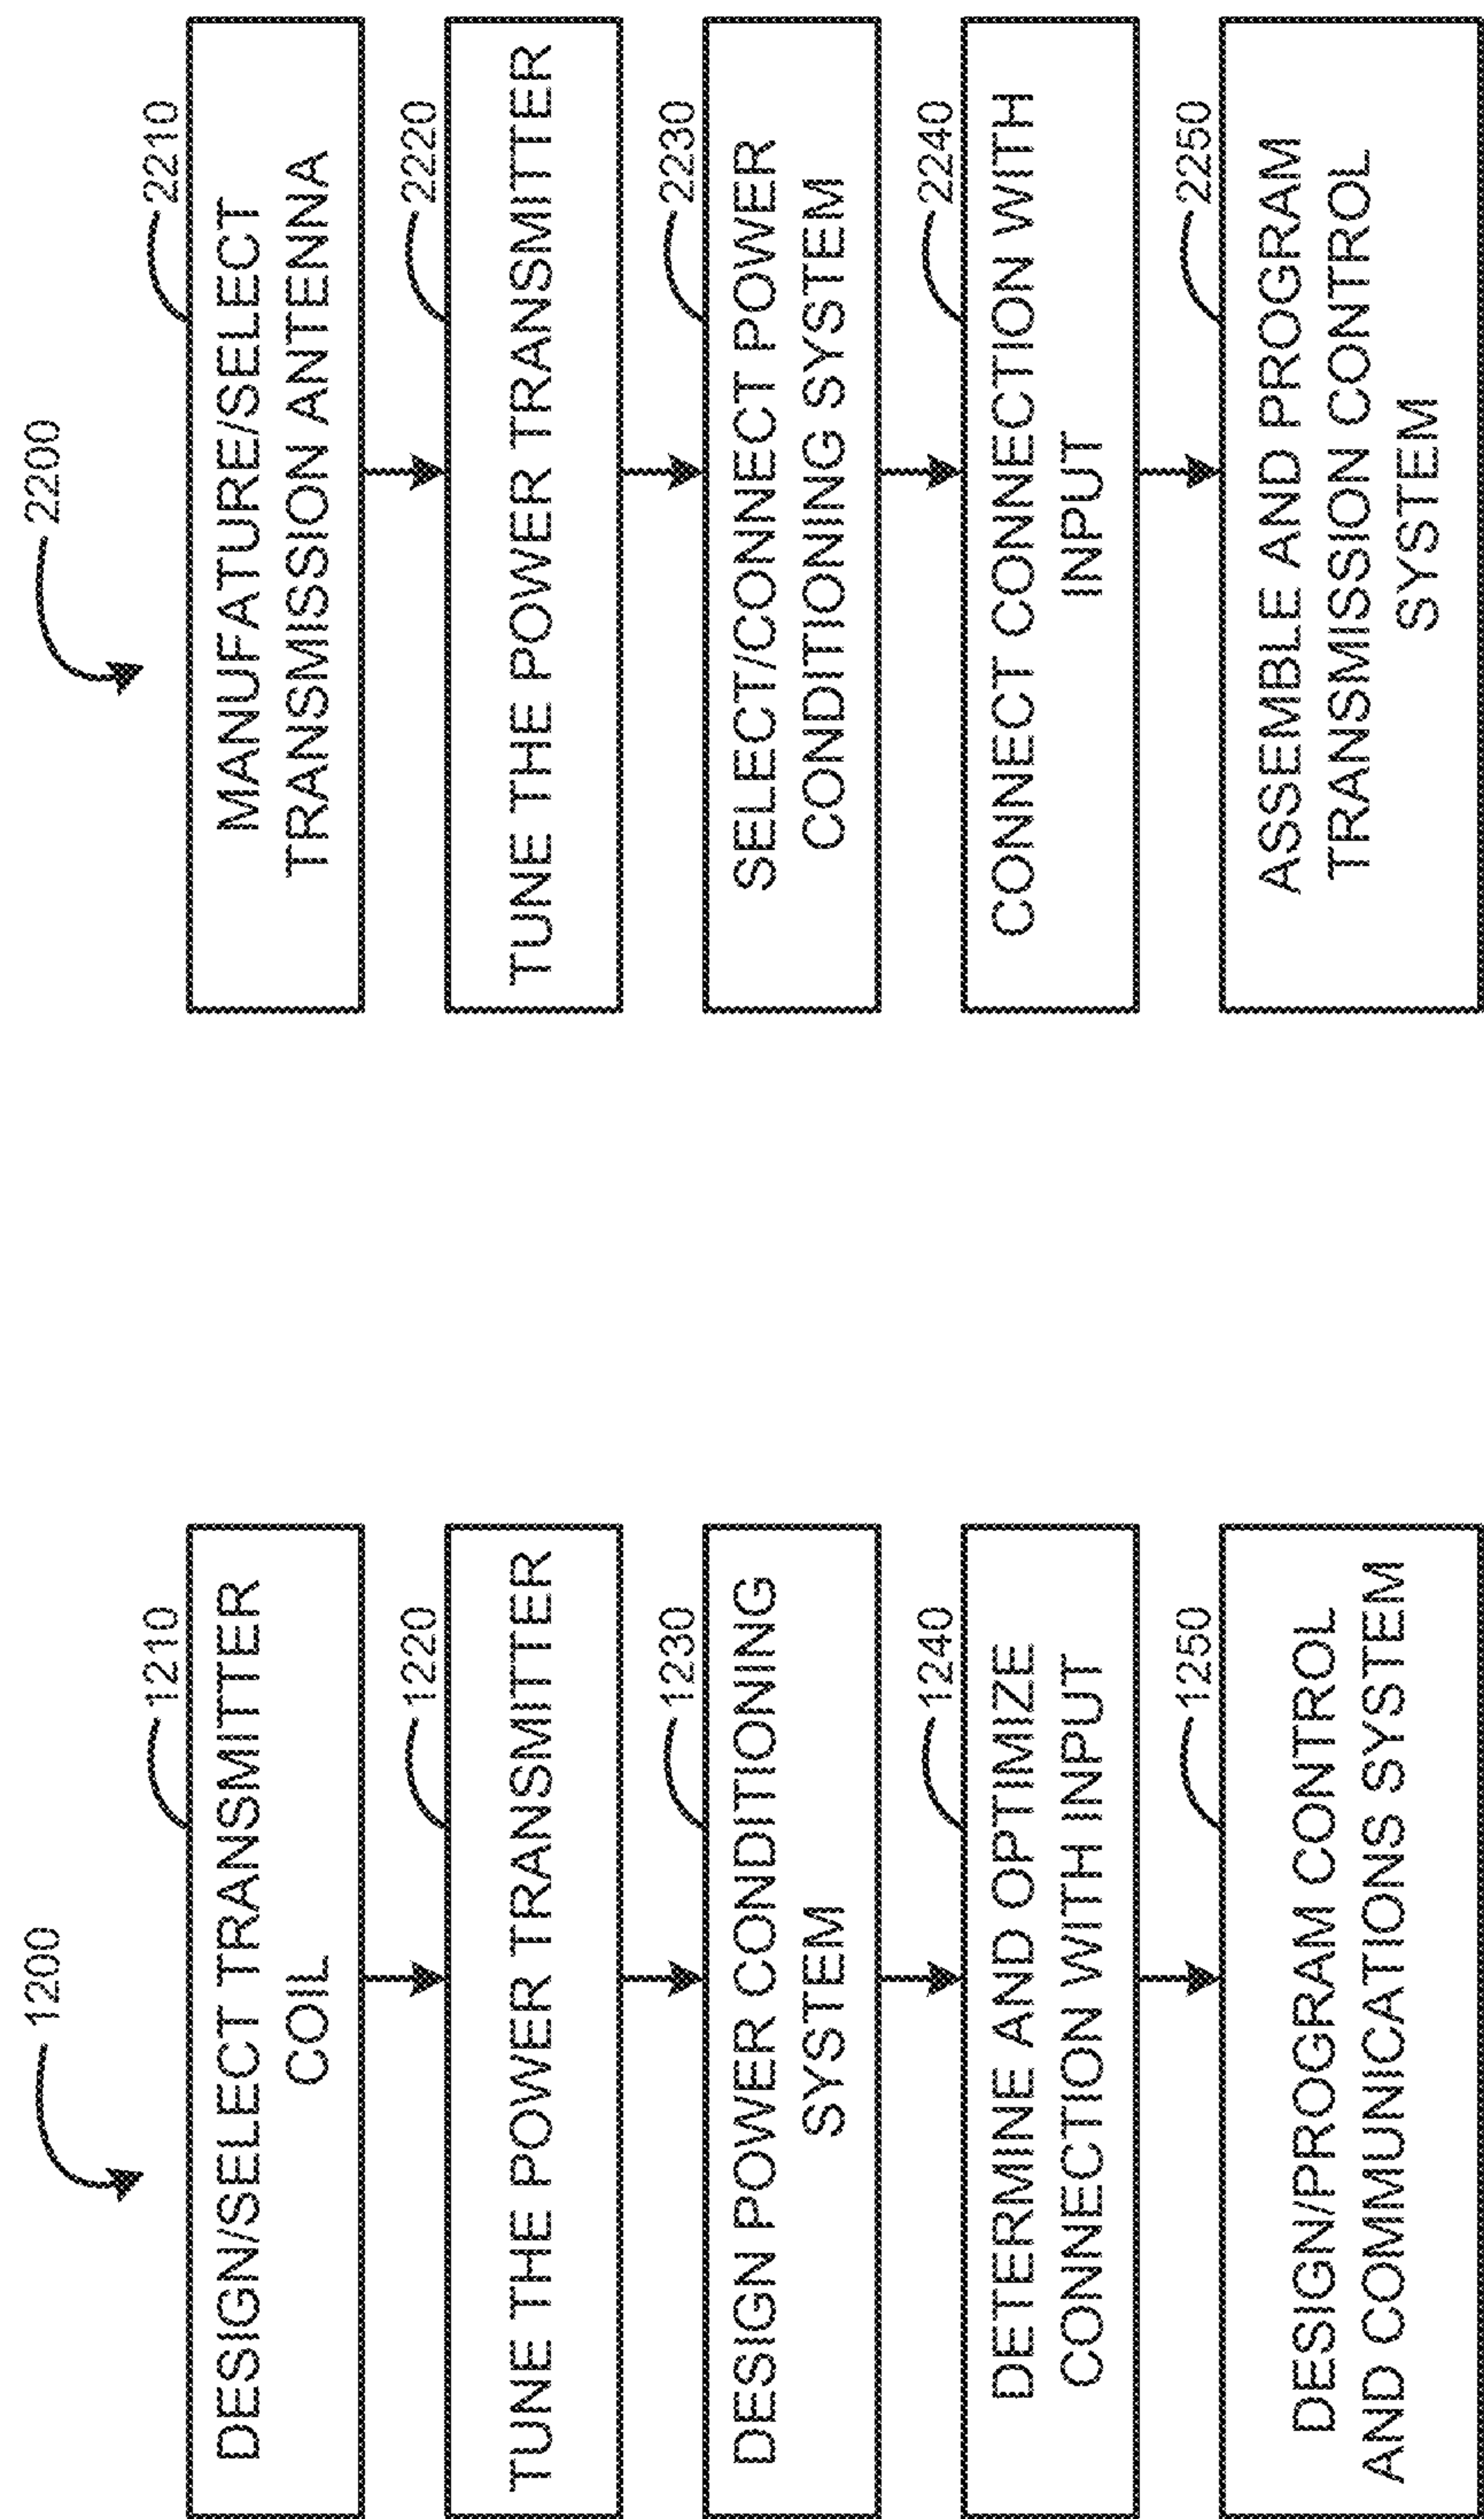 1200
1210
DESIGN/SELECT TRANSMITTER
COIL
1220
TUNE THE POWER TRANSMITTER
1230
DESIGN POWER CONDITIONING
SYSTEM
1240
DETERMINE AND OPTIMIZE
CONNECTION WITH INPUT
1250
DESIGN/PROGRAM CONTROL
AND COMMUNICATIONS SYSTEM
2200
2210
MANUFATURE/SELECT
TRANSMISSION ANTENNA
2220
TUNE THE POWER TRANSMITTER
2230
SELECT/CONNECT POWER
CONDITIONING SYSTEM
2240
CONNECT CONNECTION WITH
INPUT
2250
ASSEMBLE AND PROGRAM
TRANSMISSION CONTROL
SYSTEM